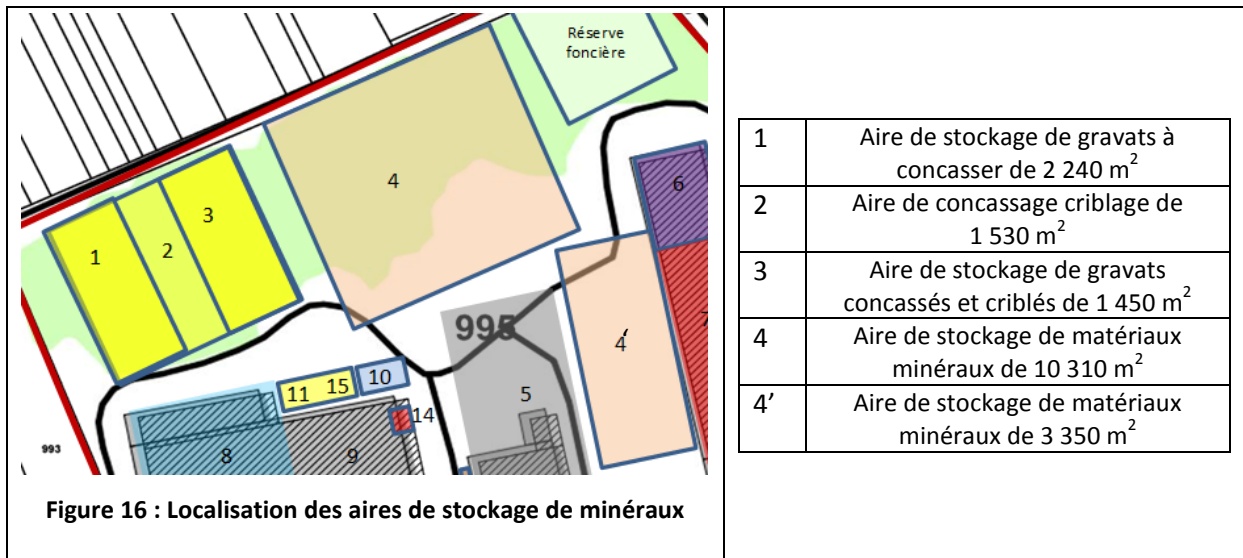 Réserve
foncière
4
3
2
1
6
7
995
4'
5
10
11 15
14
8
9
993
Figure 16 : Localisation des aires de stockage de minéraux
1 Aire de stockage de gravats à
concasser de 2 240 m²
2 Aire de concassage criblage de
1 530 m²
3 Aire de stockage de gravats
concassés et criblés de 1 450 m²
4 Aire de stockage de matériaux
minéraux de 10 310 m²
4’ Aire de stockage de matériaux
minéraux de 3 350 m²